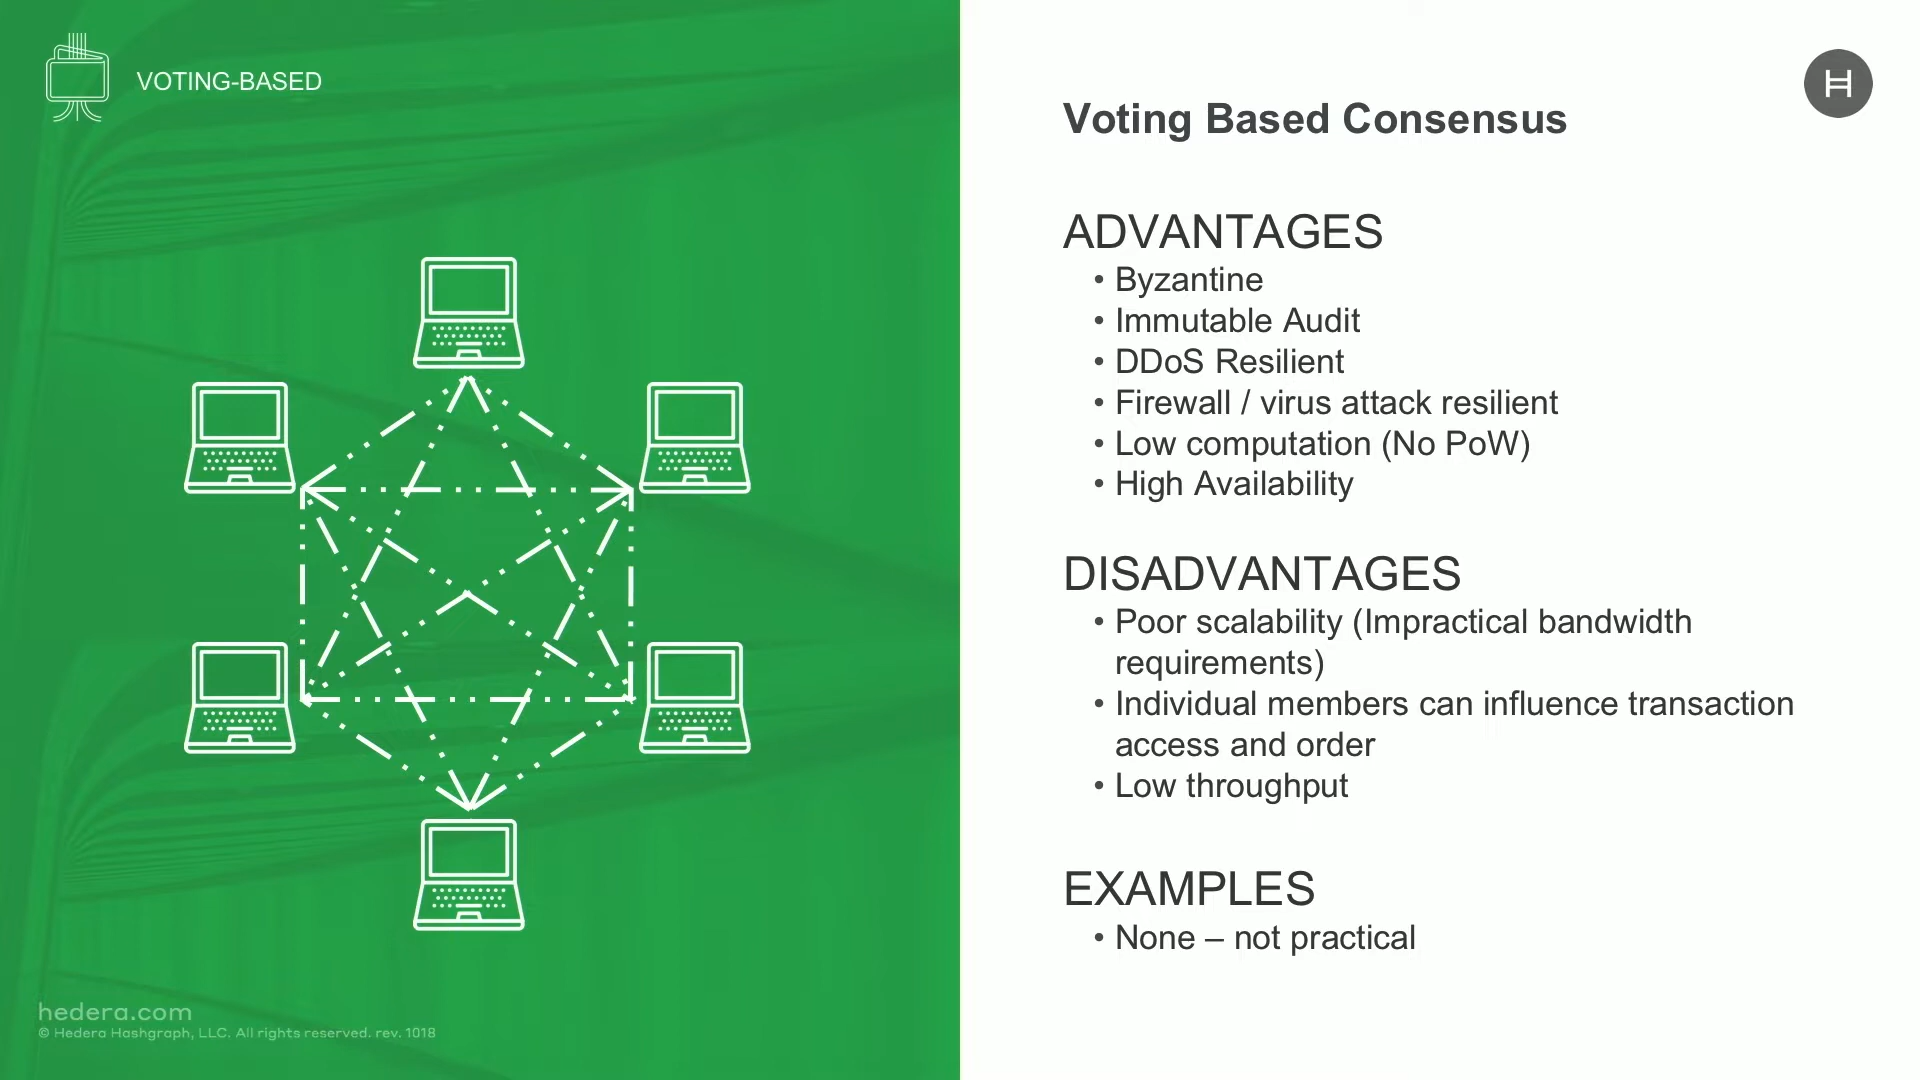 VOTING-BASED
H
Voting Based Consensus
ADVANTAGES
• Byzantine
• Immutable Audit
• DDoS Resilient
• Firewall / virus attack resilient
• Low computation (No PoW)
• High Availability
DISADVANTAGES
• Poor scalability (Impractical bandwidth
requirements)
• Individual members can influence transaction
access and order
• Low throughput
EXAMPLES
• None – not practical
hedera.com
© Hedera Hashgraph, LLC. All rights reserved. rev. 1018